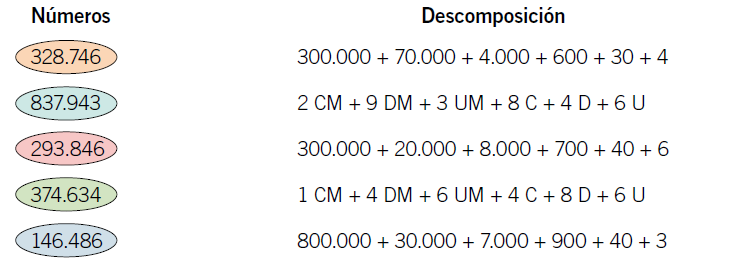 Números Descomposición
328.746 300.000 + 70.000 + 4.000 + 600 + 30 + 4
837.943 2 CM + 9 DM + 3 UM + 8 C + 4 D + 6 U
293.846 300.000 + 20.000 + 8.000 + 700 + 40 + 6
374.634 1 CM + 4 DM + 6 UM + 4 C + 8 D + 6 U
146.486 800.000 + 30.000 + 7.000 + 900 + 40 + 3